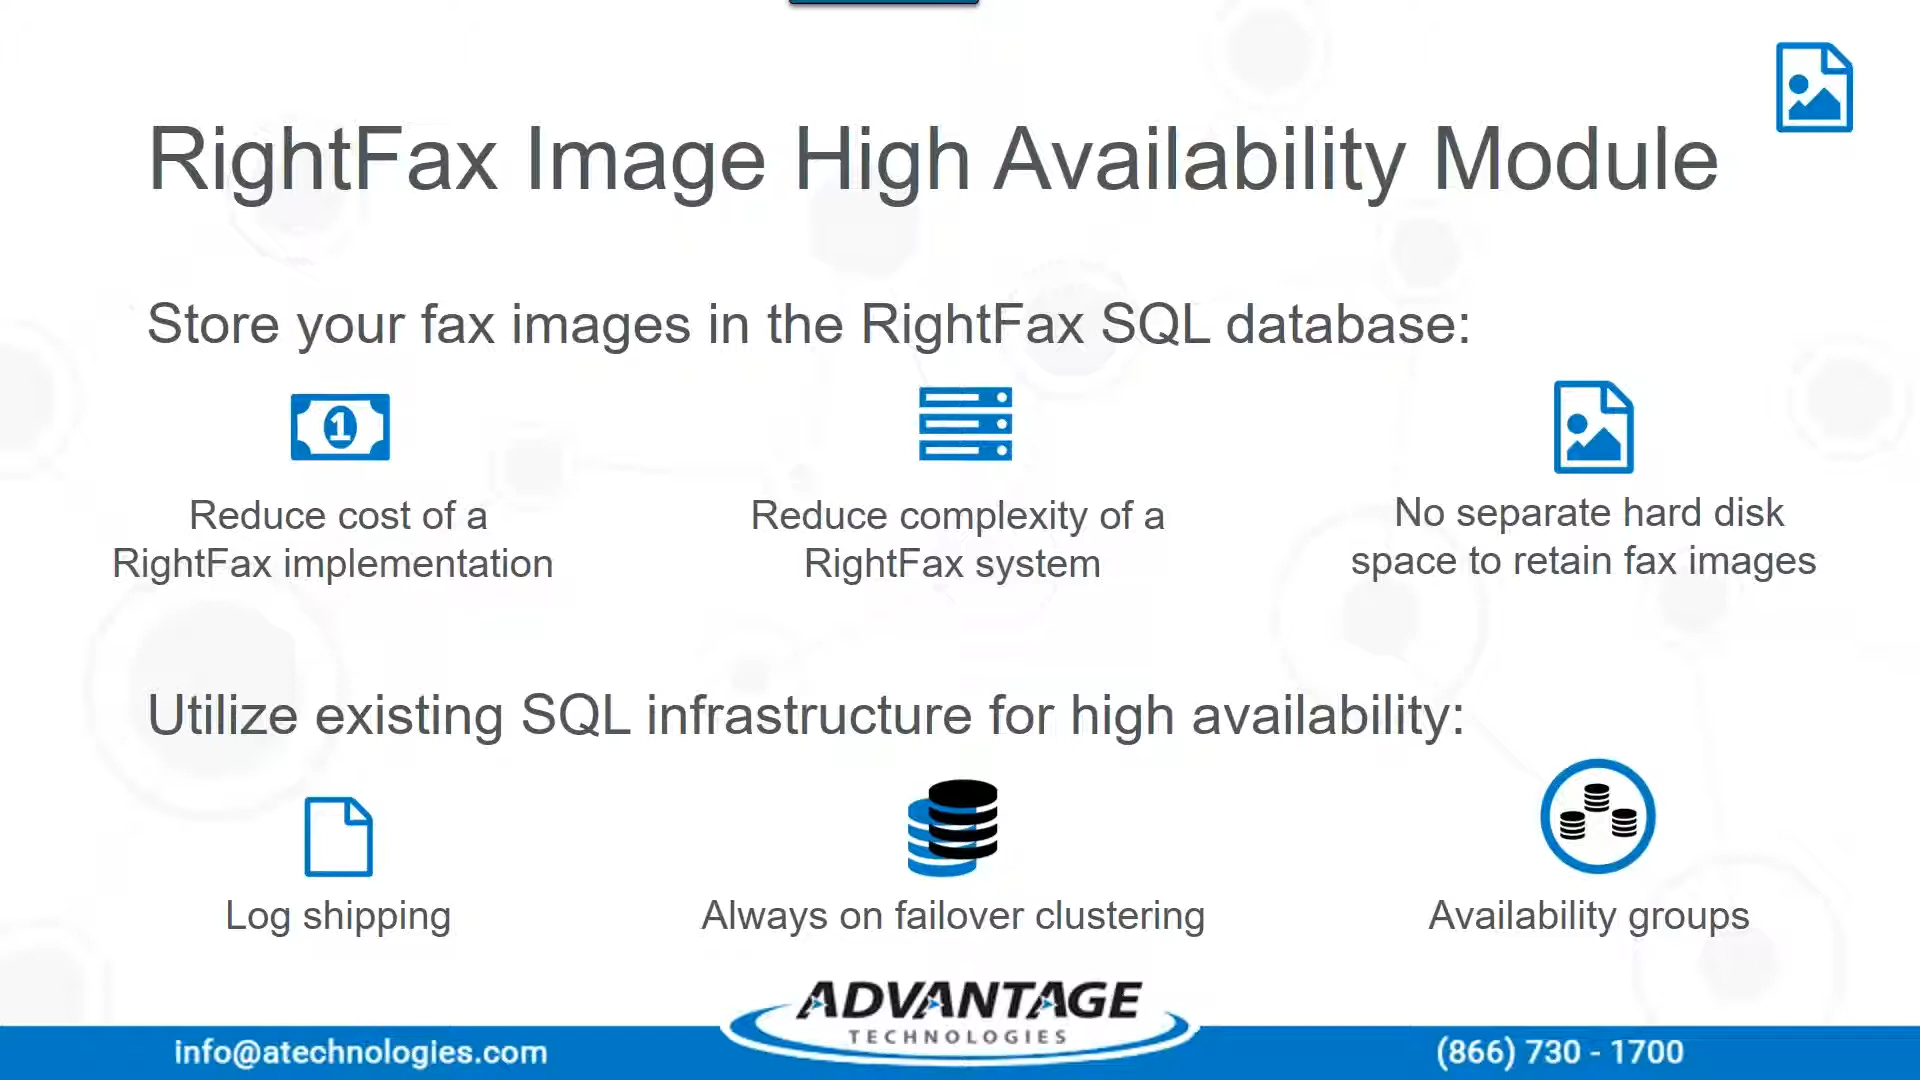 RightFax Image High Availability Module
Store your fax images in the RightFax SQL database:
1
Reduce cost of a
RightFax implementation
Reduce complexity of a
RightFax system
No separate hard disk
space to retain fax images
Utilize existing SQL infrastructure for high availability:
Log shipping
Always on failover clustering
Availability groups
ADVANTAGE
TECHNOLOGIES
info@atechnologies.com
(866) 730 - 1700